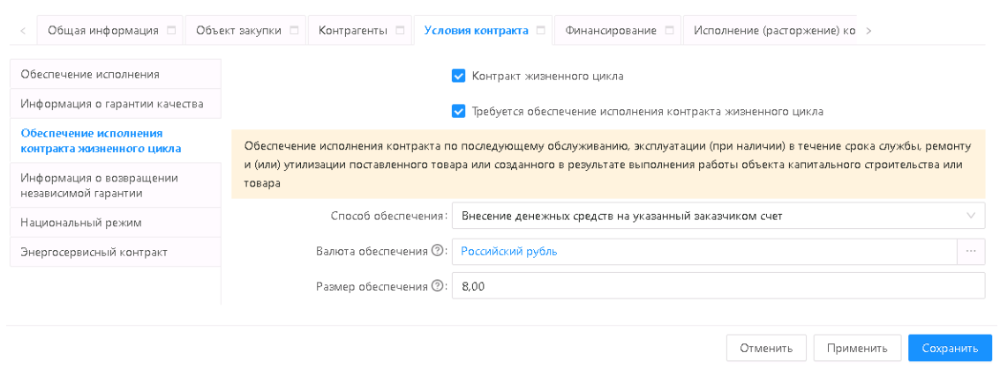 Общая информация
Объект закупки
Контрагенты
Условия контракта
Финансирование
Исполнение (расторжение) ко
Обеспечение исполнения
Информация о гарантии качества
Обеспечение исполнения
контракта жизненного цикла
Информация о возвращении
независимой гарантии
Национальный режим
Энергосервисный контракт
Контракт жизненного цикла
Требуется обеспечение исполнения контракта жизненного цикла
Обеспечение исполнения контракта по последующему обслуживанию, эксплуатации (при наличии) в течение срока службы, ремонту
и (или) утилизации поставленного товара или созданного в результате выполнения работы объекта капитального строительства или
товара
Способ обеспечения: Внесение денежных средств на указанный заказчиком счет
Валюта обеспечения ?: Российский рубль ...
Размер обеспечения ?: 8,00
Отменить
Применить
Сохранить